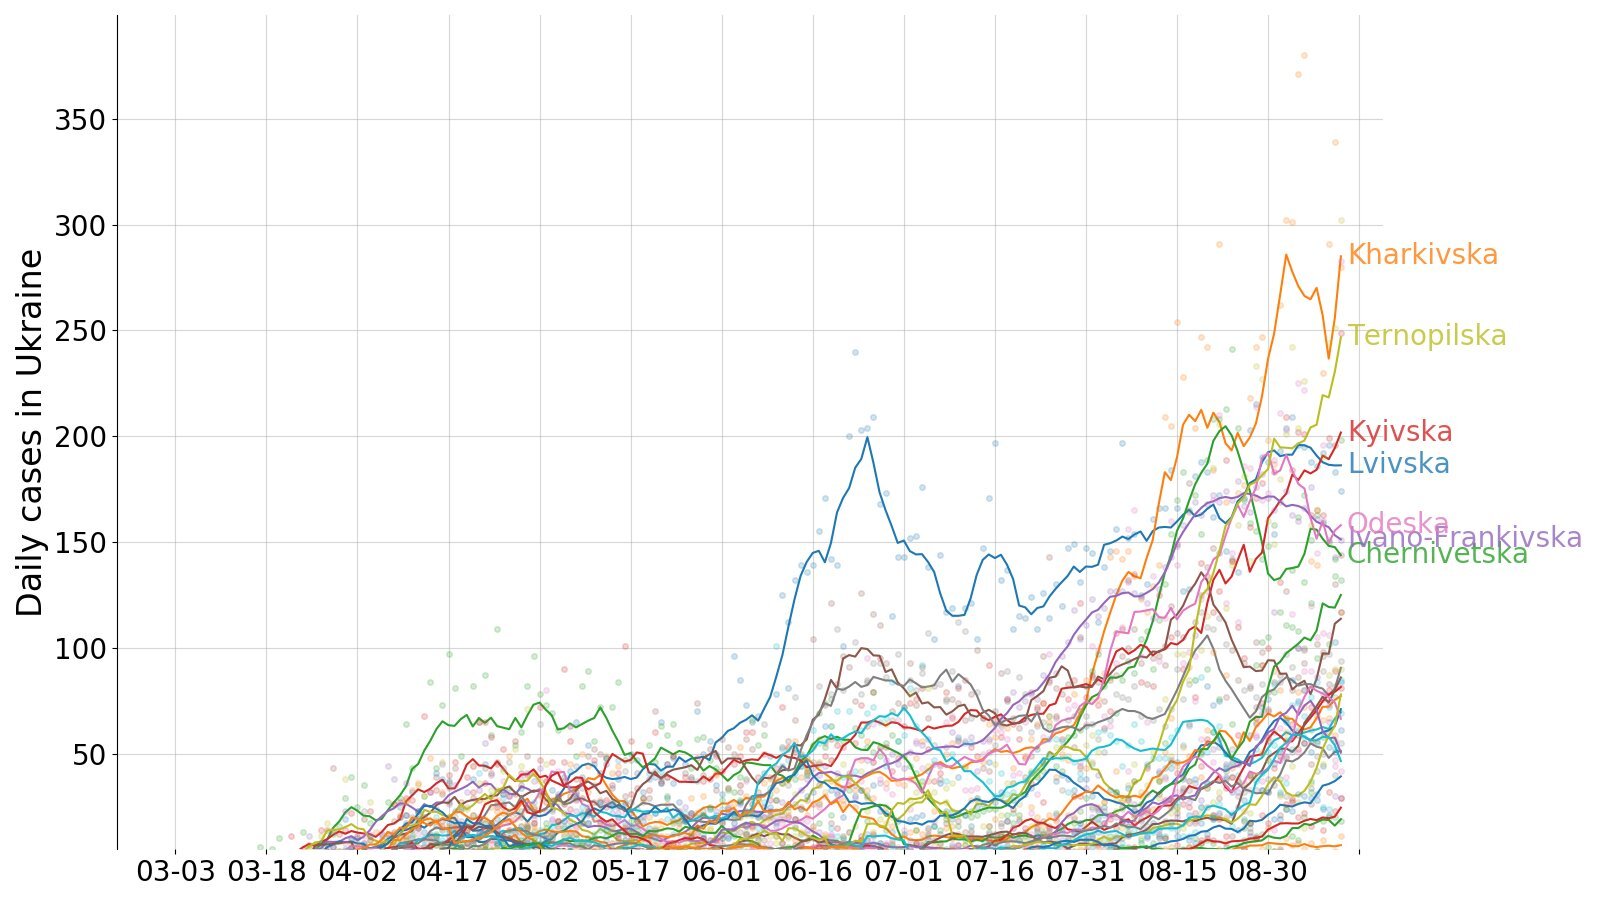 Daily cases in Ukraine
350
300
250
200
150
100
50
03-03 03-18 04-02 04-17 05-02 05-17 06-01 06-16 07-01 07-16 07-31 08-15 08-30
Kharkivska
Ternopilska
Kyivska
Lvivska
Odeska
Ivano-Frankivska
Chernivetska